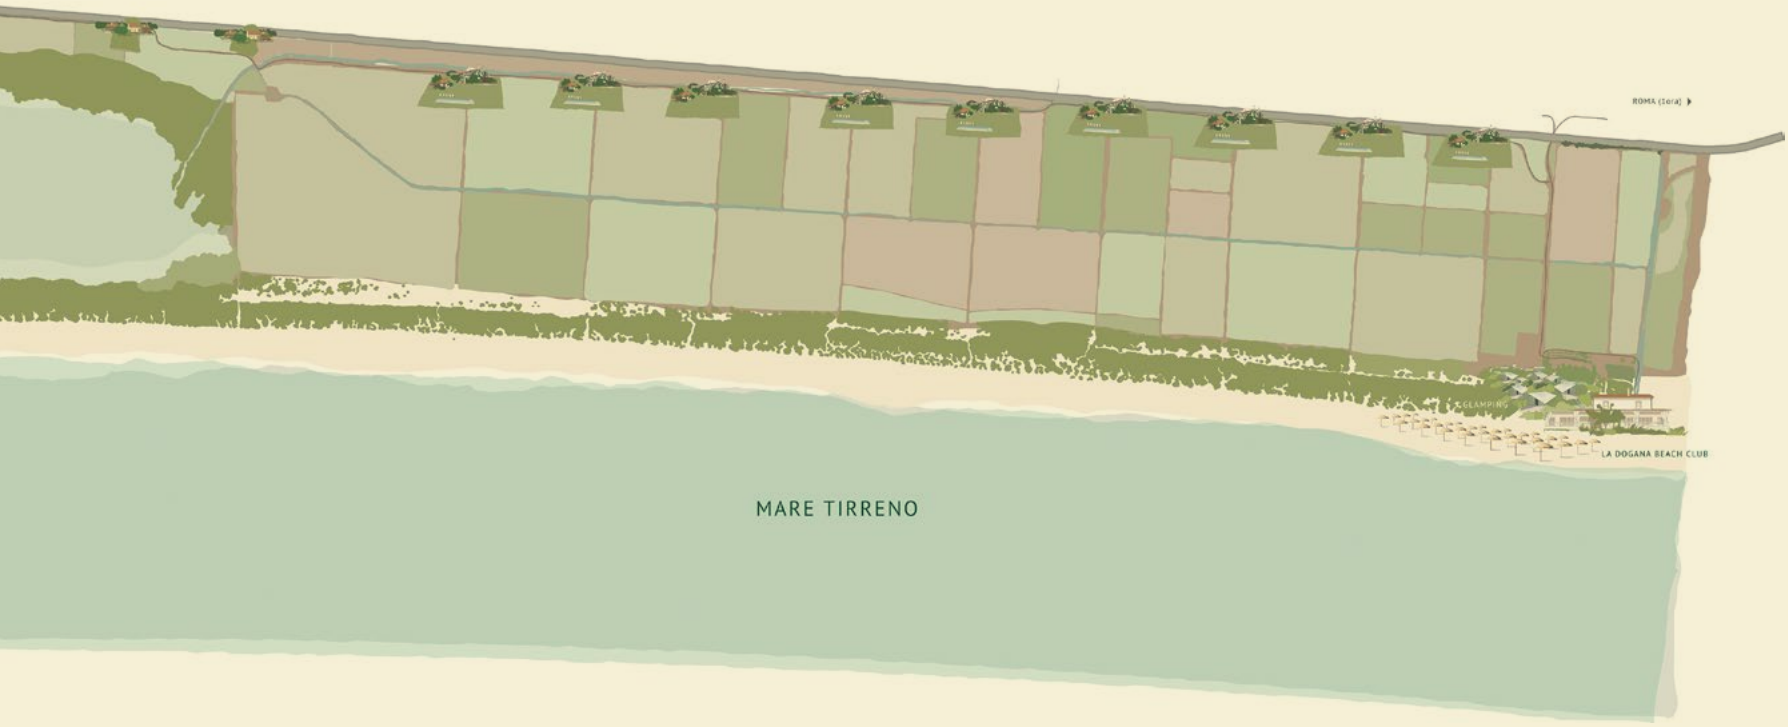 ROMA (1ora)
GLAMPING
LA DOGANA BEACH CLUB
MARE TIRRENO